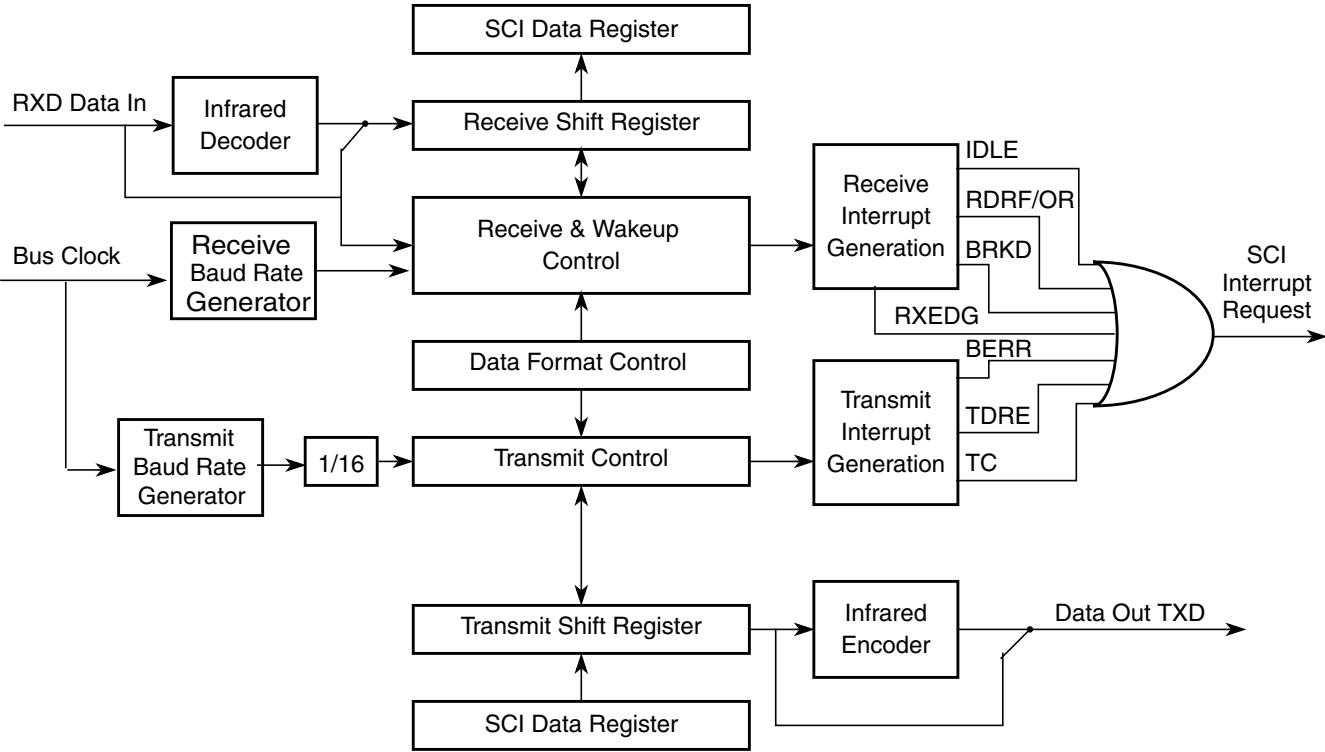 SCI Data Register
RXD Data In
Infrared
Decoder
Receive Shift Register
IDLE
Receive
Interrupt
Generation
RDRF/OR
BRKD
RXEDG
Receive & Wakeup
Control
Bus Clock
Receive
Baud Rate
Generator
SCI
Interrupt
Request
Data Format Control
BERR
Transmit
Interrupt
Generation
TDRE
TC
Transmit
Baud Rate
Generator
1/16
Transmit Control
Transmit Shift Register
Infrared
Encoder
Data Out TXD
SCI Data Register